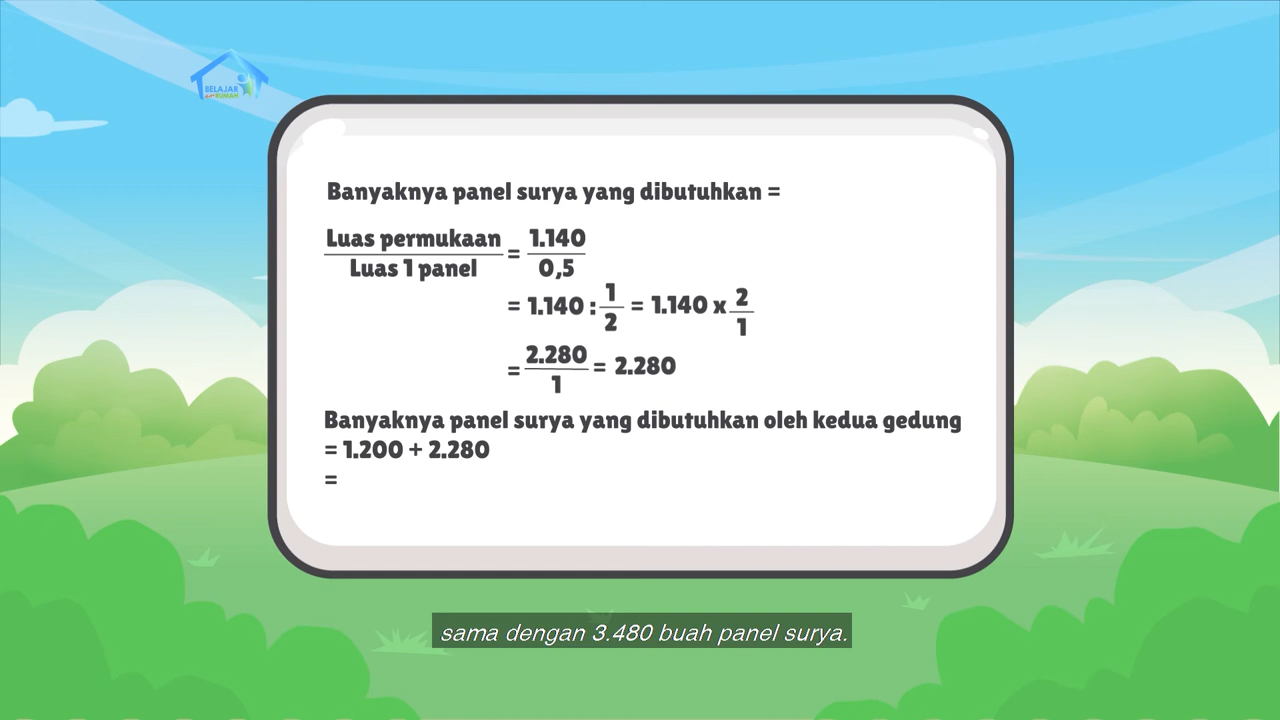 BELAJAR
dari RUMAH
Banyaknya panel surya yang dibutuhkan =
Luas permukaan / Luas 1 panel = 1.140 / 0,5
= 1.140 : 1/2 = 1.140 x 2/1
= 2.280/1 = 2.280
Banyaknya panel surya yang dibutuhkan oleh kedua gedung
= 1.200 + 2.280
=
sama dengan 3.480 buah panel surya.